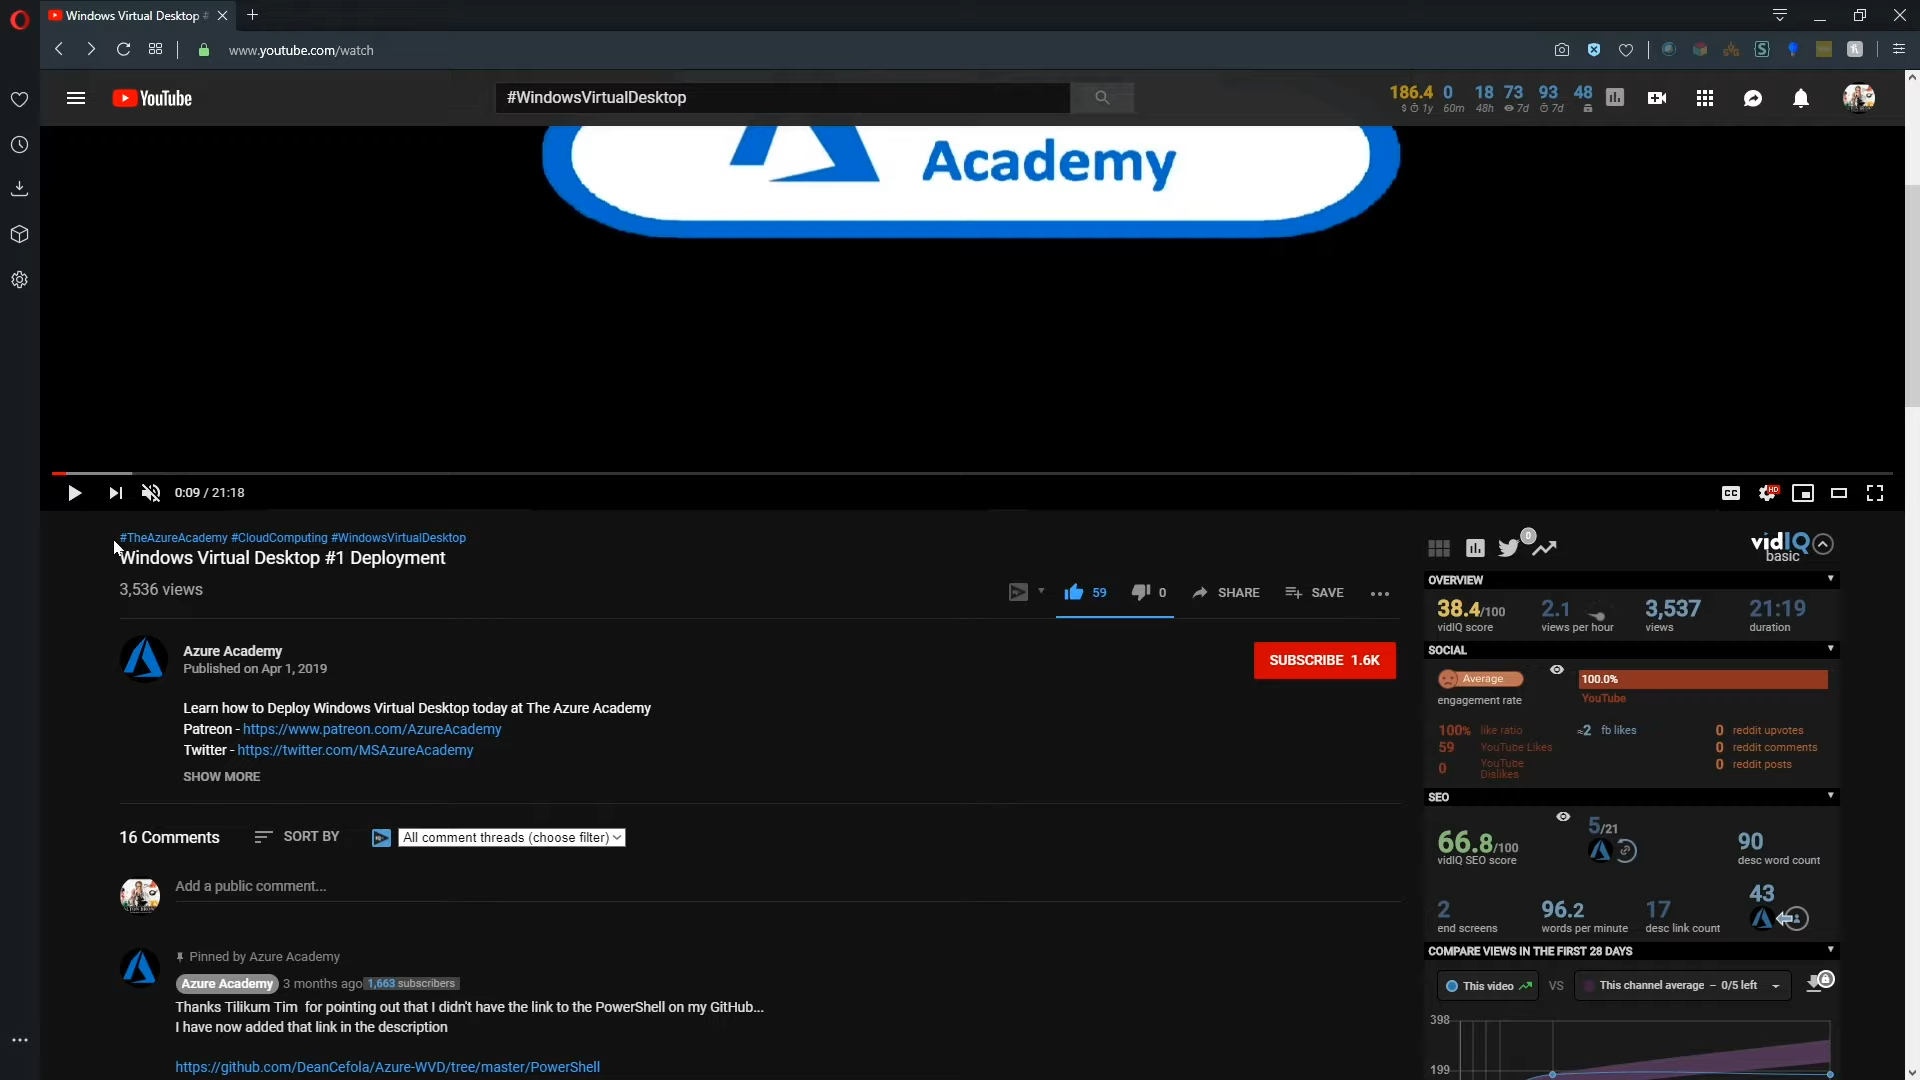 Windows Virtual Desktop #
www.youtube.com/watch
YouTube
#WindowsVirtualDesktop
186.4 0 18 73 93 48
1y 60m 48h 7d 7d
Academy
0:09 / 21:18
CC
HD
#TheAzureAcademy #CloudComputing #WindowsVirtualDesktop
Windows Virtual Desktop #1 Deployment
3,536 views
59
0
SHARE
SAVE
Azure Academy
Published on Apr 1, 2019
SUBSCRIBE 1.6K
Learn how to Deploy Windows Virtual Desktop today at The Azure Academy
Patreon - https://www.patreon.com/AzureAcademy
Twitter - https://twitter.com/MSAzureAcademy
SHOW MORE
16 Comments
SORT BY
All comment threads (choose filter)
Add a public comment...
Pinned by Azure Academy
Azure Academy 3 months ago 1,663 subscribers
Thanks Tilikum Tim for pointing out that I didn't have the link to the PowerShell on my GitHub...
I have now added that link in the description
https://github.com/DeanCefola/Azure-WVD/tree/master/PowerShell
0
vidIQ
basic
OVERVIEW
38.4/100 2.1 3,537 21:19
vidIQ score views per hour views duration
SOCIAL
Average
engagement rate
100.0%
YouTube
100% like ratio
59 YouTube Likes
0 YouTube Dislikes
≈2 fb likes
0 reddit upvotes
0 reddit comments
0 reddit posts
SEO
66.8/100
vidIQ SEO score
5/21
90
desc word count
2
end screens
96.2
words per minute
17
desc link count
43
COMPARE VIEWS IN THE FIRST 28 DAYS
This video VS This channel average – 0/5 left
398
199